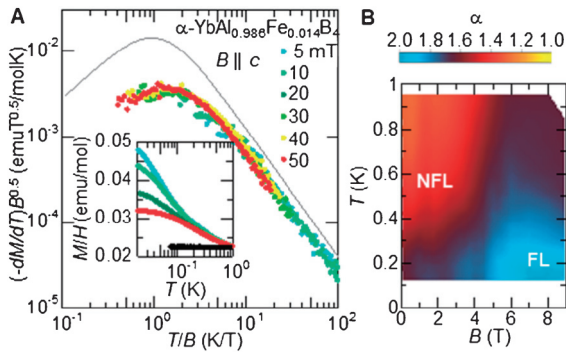 A
α-YbAl0.986Fe0.014B4
B ∥ c
5 mT
10
20
30
40
50
10-2
10-3
10-4
10-5
(-dM/dT)B0.5 (emuT0.5/molK)
0.05
0.04
0.03
0.02
M/H (emu/mol)
10-1
100
T (K)
10-1
100
101
102
T/B (K/T)
B
α
2.0 1.8 1.6 1.4 1.2 1.0
1
0.8
0.6
0.4
0.2
0
T (K)
NFL
FL
0 2 4 6 8
B (T)